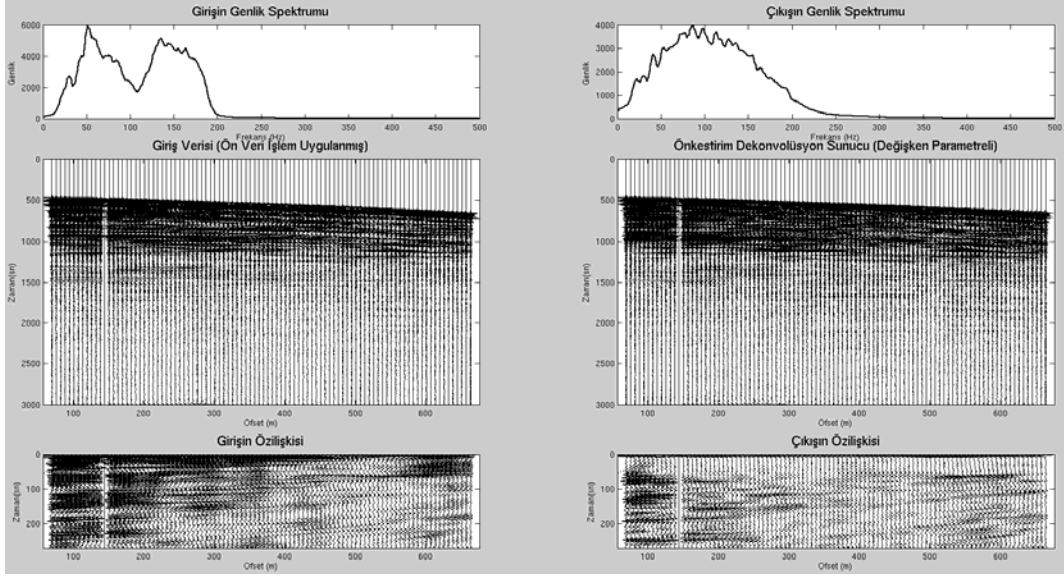 Girişin Genlik Spektrumu
Genlik
6000
4000
2000
0
0 50 100 150 200 250 300 350 400 450 500
Frekans (Hz)
Giriş Verisi (Ön Veri İşlem Uygulanmış)
Zaman(sn)
0
500
1000
1500
2000
2500
3000
100 200 300 400 500 600
Ofset (m)
Girişin Özilişkisi
Zaman(sn)
0
100
200
100 200 300 400 500 600
Ofset (m)
Çıkışın Genlik Spektrumu
Genlik
4000
3000
2000
1000
0
0 50 100 150 200 250 300 350 400 450 500
Frekans (Hz)
Önkestirim Dekonvolüsyon Sunucu (Değişken Parametreli)
Zaman(sn)
0
500
1000
1500
2000
2500
3000
100 200 300 400 500 600
Ofset (m)
Çıkışın Özilişkisi
Zaman(sn)
0
100
200
100 200 300 400 500 600
Ofset (m)